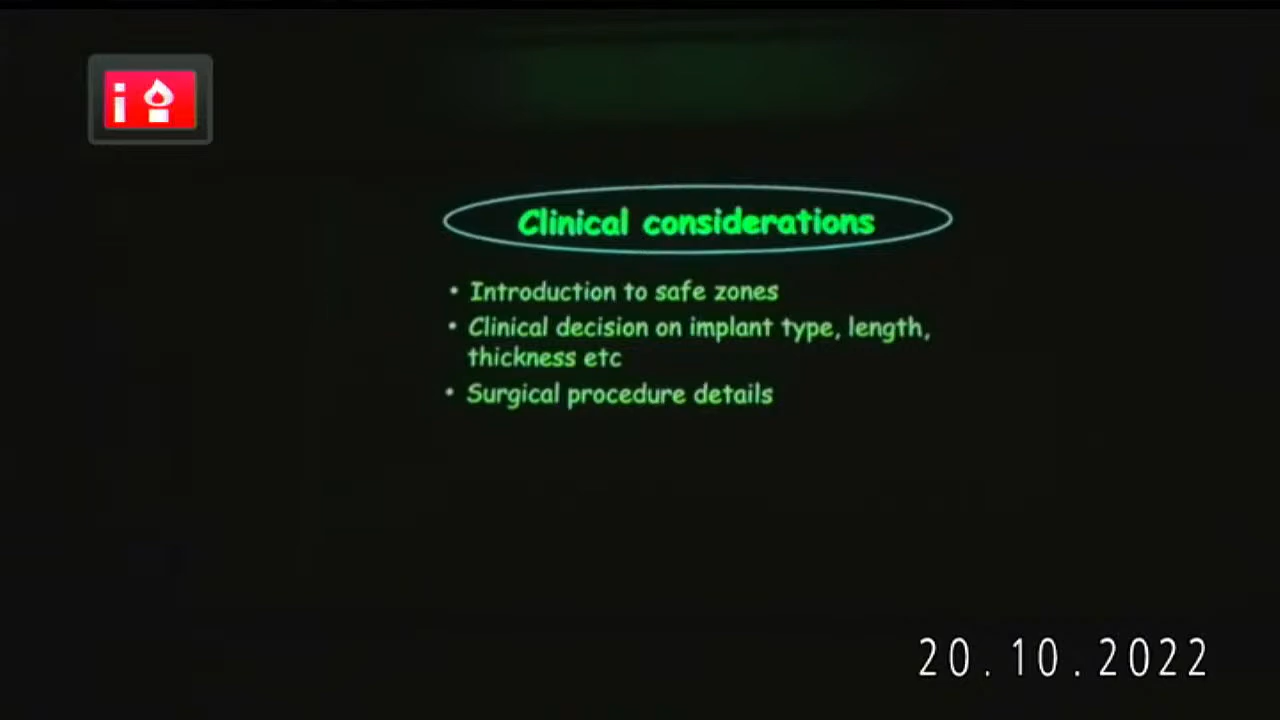 Clinical considerations
• Introduction to safe zones
• Clinical decision on implant type, length,
thickness etc
• Surgical procedure details
20.10.2022